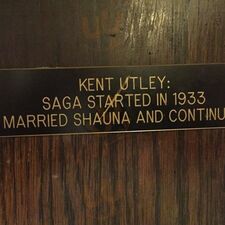 KENT UTLEY:
SAGA STARTED IN 1933
MARRIED SHAUNA AND CONTINU